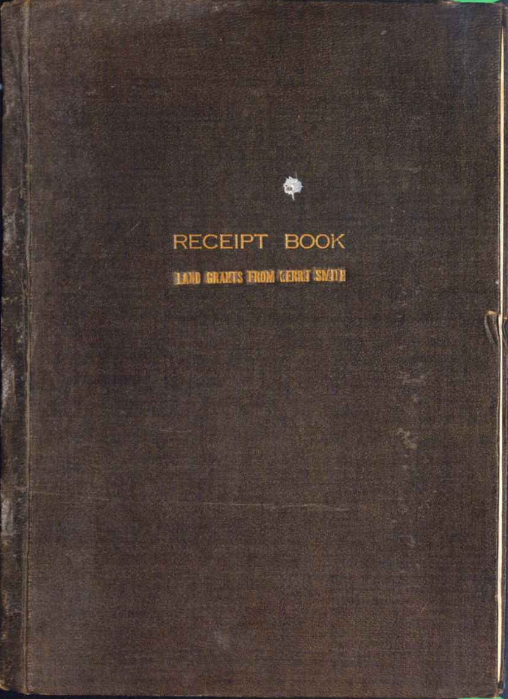 RECEIPT BOOK
LAND GRANTS FROM GERRIT SMITH